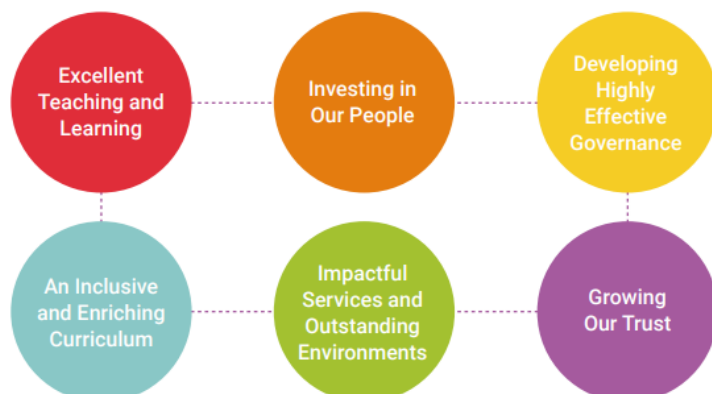 Excellent
Teaching and
Learning
Investing in
Our People
Developing
Highly
Effective
Governance
An Inclusive
and Enriching
Curriculum
Impactful
Services and
Outstanding
Environments
Growing
Our Trust